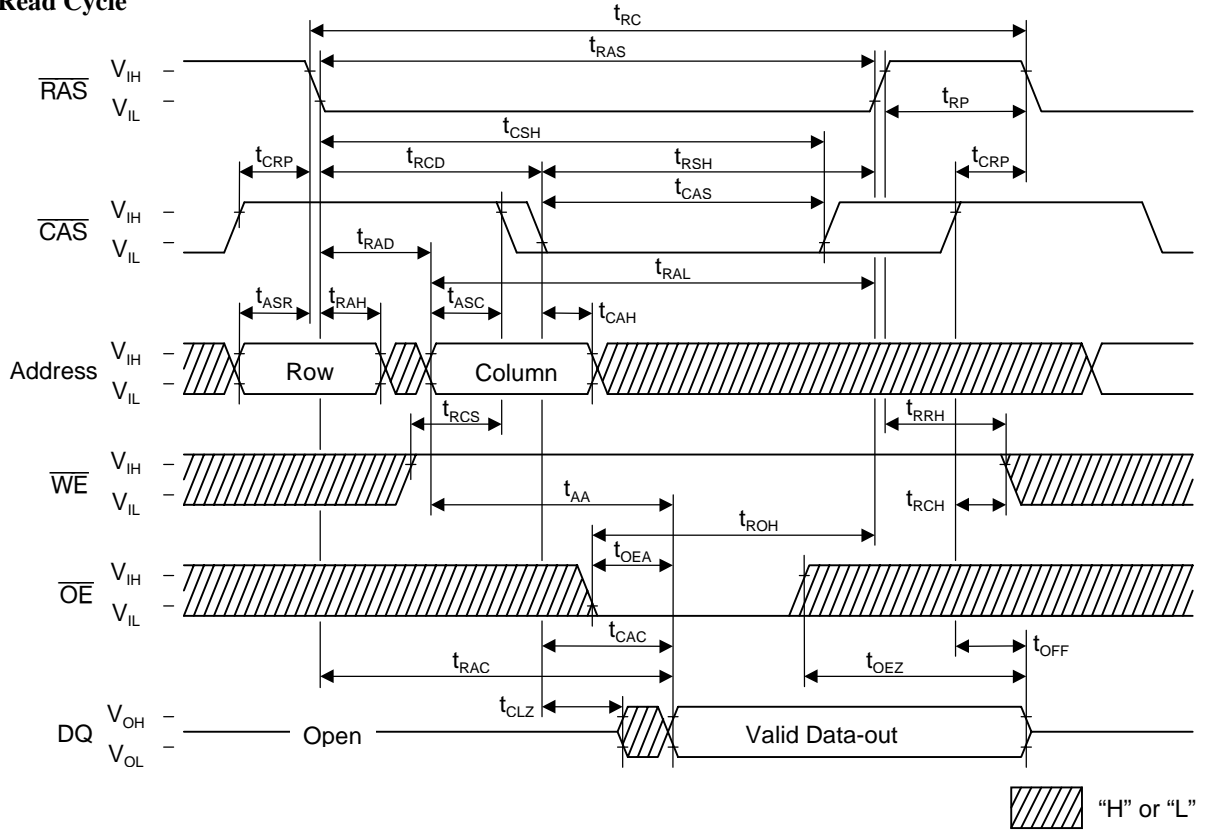 Read Cycle
tRC
tRAS
RAS
VIH
VIL
tRP
tCSH
tCRP
tRCD
tRSH
tCRP
tCAS
CAS
VIH
VIL
tRAD
tRAL
tASR
tRAH
tASC
tCAH
Address
VIH
VIL
Row
Column
tRCS
tRRH
WE
VIH
VIL
tAA
tRCH
tROH
tOEA
OE
VIH
VIL
tCAC
tOFF
tRAC
tOEZ
tCLZ
DQ
VOH
VOL
Open
Valid Data-out
“H” or “L”